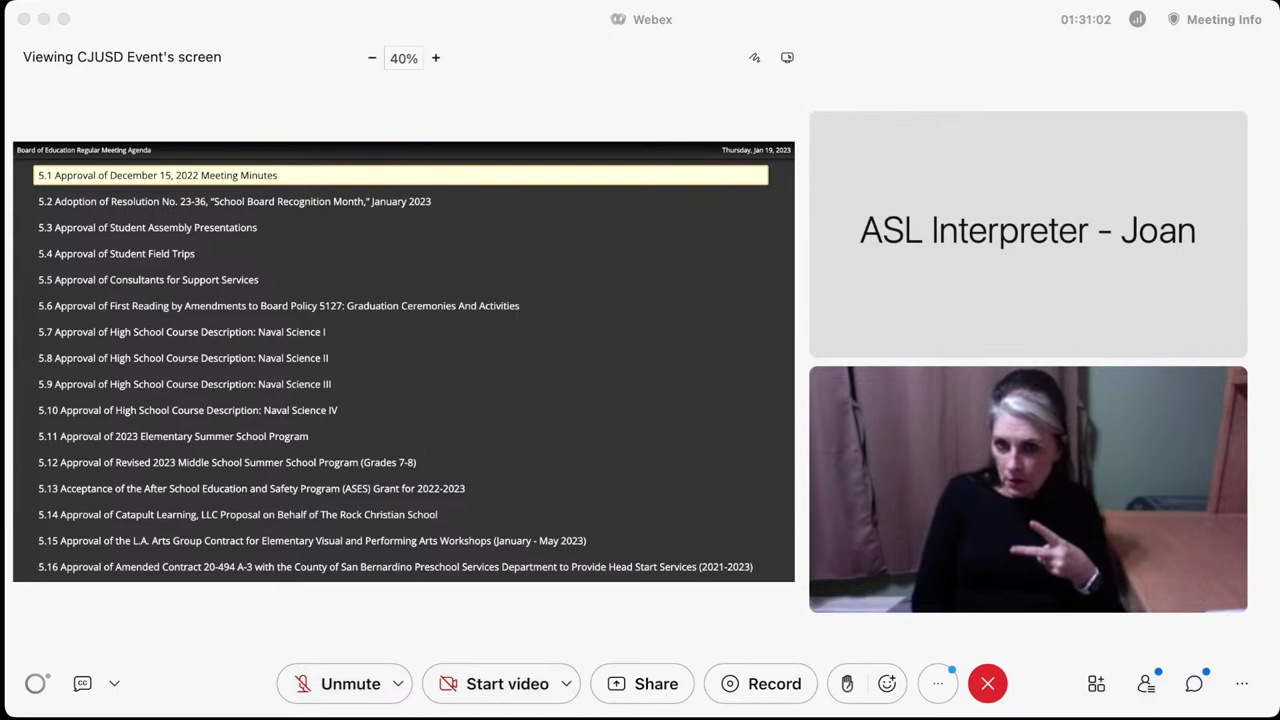 Webex
01:31:02
Meeting Info
Viewing CJUSD Event's screen
− 40% +
Board of Education Regular Meeting Agenda
Thursday, Jan 19, 2023
5.1 Approval of December 15, 2022 Meeting Minutes
5.2 Adoption of Resolution No. 23-36, “School Board Recognition Month,” January 2023
5.3 Approval of Student Assembly Presentations
5.4 Approval of Student Field Trips
5.5 Approval of Consultants for Support Services
5.6 Approval of First Reading by Amendments to Board Policy 5127: Graduation Ceremonies And Activities
5.7 Approval of High School Course Description: Naval Science I
5.8 Approval of High School Course Description: Naval Science II
5.9 Approval of High School Course Description: Naval Science III
5.10 Approval of High School Course Description: Naval Science IV
5.11 Approval of 2023 Elementary Summer School Program
5.12 Approval of Revised 2023 Middle School Summer School Program (Grades 7-8)
5.13 Acceptance of the After School Education and Safety Program (ASES) Grant for 2022-2023
5.14 Approval of Catapult Learning, LLC Proposal on Behalf of The Rock Christian School
5.15 Approval of the L.A. Arts Group Contract for Elementary Visual and Performing Arts Workshops (January - May 2023)
5.16 Approval of Amended Contract 20-494 A-3 with the County of San Bernardino Preschool Services Department to Provide Head Start Services (2021-2023)
ASL Interpreter - Joan
CC
Unmute
Start video
Share
Record